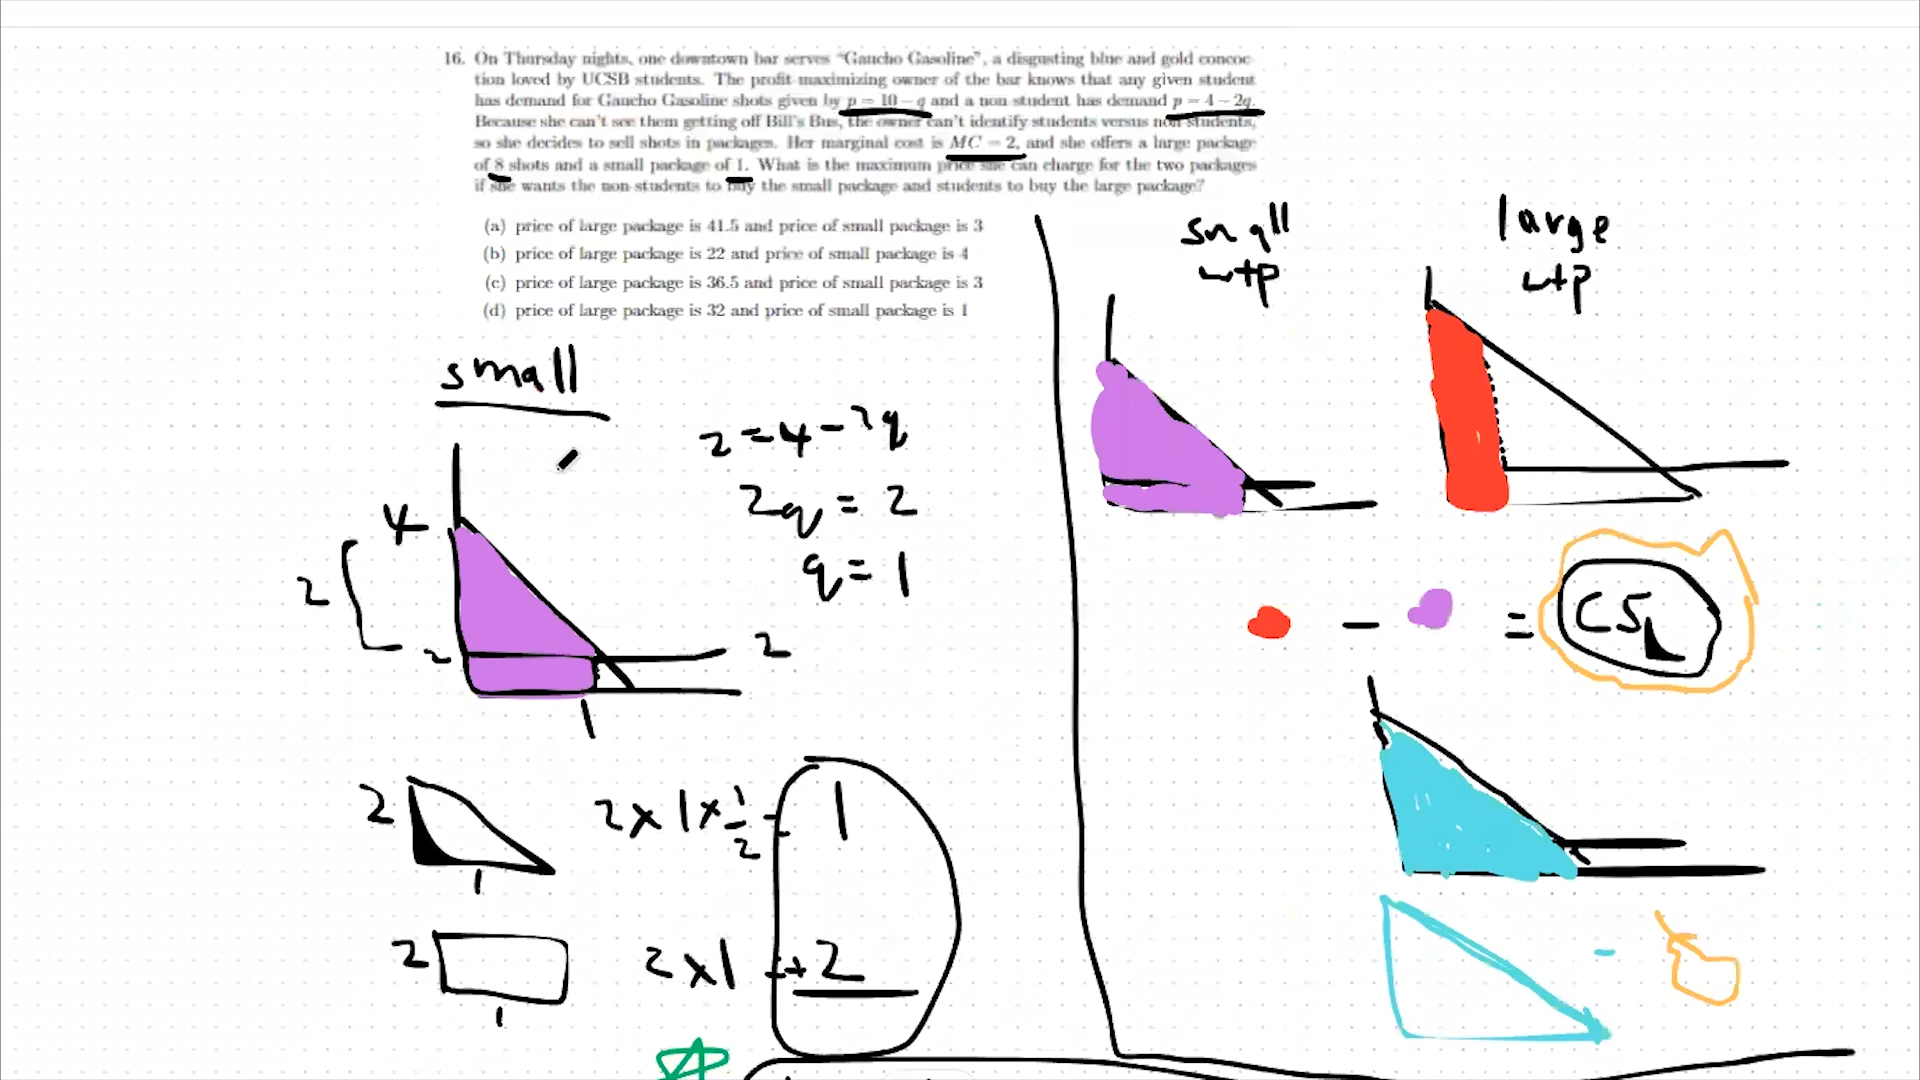 16. On Thursday nights, one downtown bar serves "Gaucho Gasoline", a disgusting blue and gold concoc-
tion loved by UCSB students. The profit-maximizing owner of the bar knows that any given student
has demand for Gaucho Gasoline shots given by p = 10 − q and a non-student has demand p = 4 − 2q.
Because she can't see them getting off Bill's Bus, the owner can't identify students versus non-students,
so she decides to sell shots in packages. Her marginal cost is MC = 2, and she offers a large package
of 8 shots and a small package of 1. What is the maximum price she can charge for the two packages
if she wants the non-students to buy the small package and students to buy the large package?
(a) price of large package is 41.5 and price of small package is 3
(b) price of large package is 22 and price of small package is 4
(c) price of large package is 36.5 and price of small package is 3
(d) price of large package is 32 and price of small package is 1
small
wtp
large
wtp
small
2 = 4 - 2q
2q = 2
q = 1
4
2
2
2
1
- = CSL
2
1
2 x 1 x 1/2 = 1
2
1
2 x 1 = + 2
-